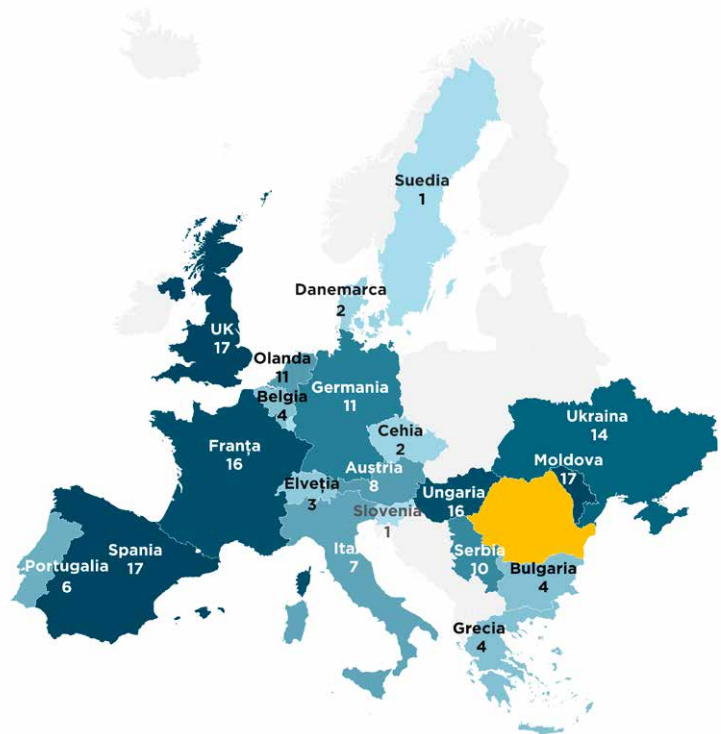 Suedia
1
Danemarca
2
UK
17
Olanda
11
Germania
11
Belgia
4
Ukraina
14
Cehia
2
Franța
16
Moldova
17
Austria
8
Elveția
3
Ungaria
16
Slovenia
1
Ita
7
Serbia
10
Spania
17
Portugalia
6
Bulgaria
4
Grecia
4